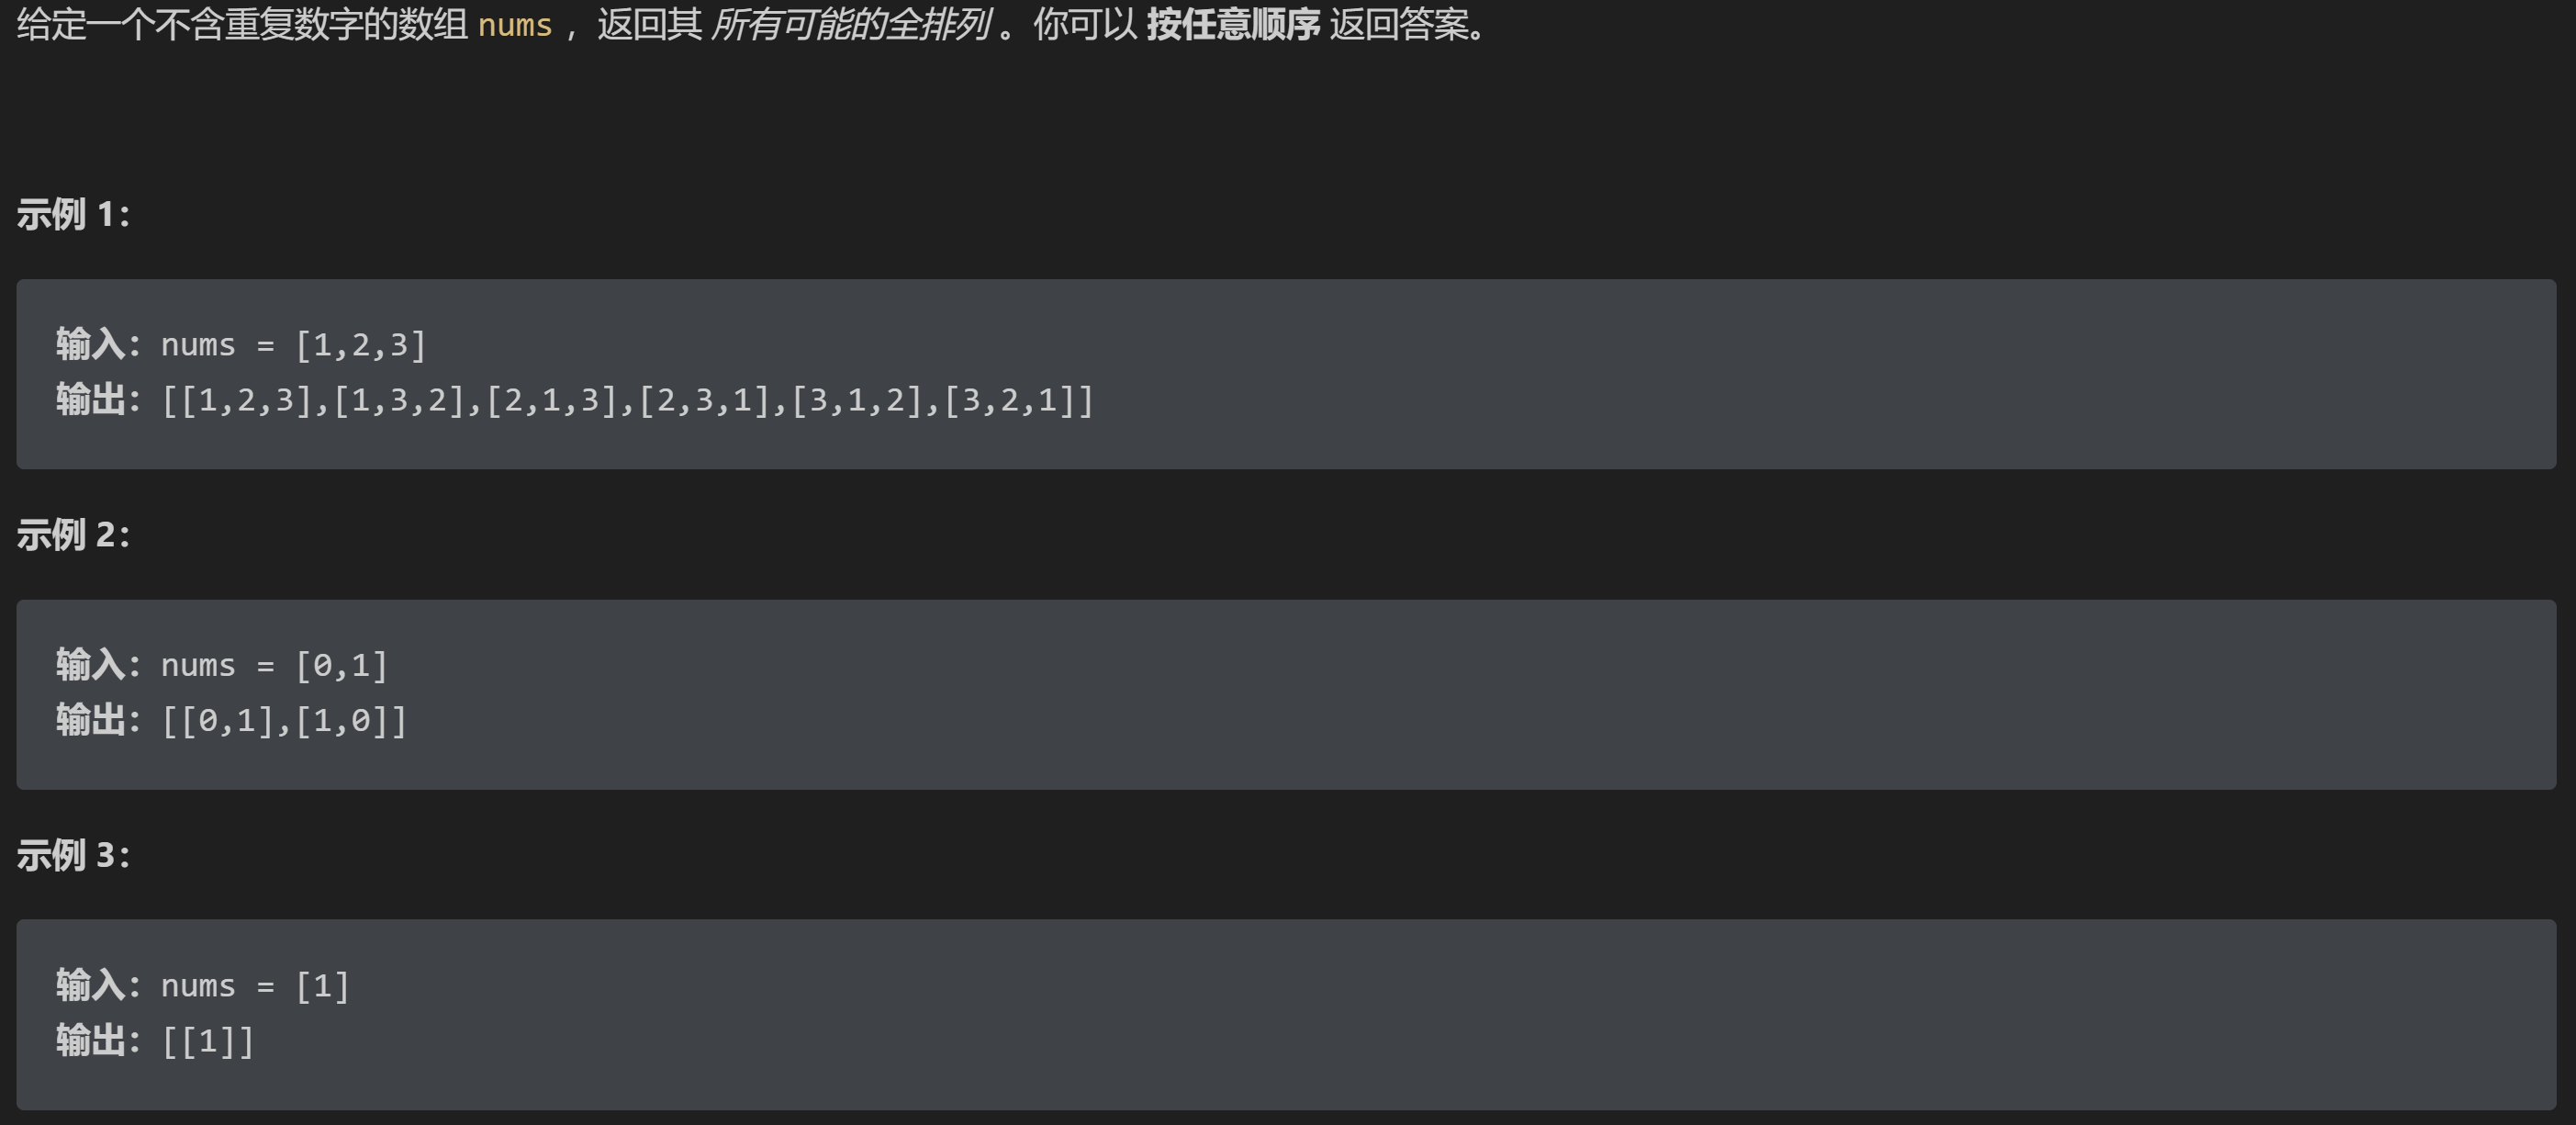 给定一个不含重复数字的数组 nums ，返回其 所有可能的全排列 。你可以 按任意顺序 返回答案。
示例 1：
输入：nums = [1,2,3]
输出：[[1,2,3],[1,3,2],[2,1,3],[2,3,1],[3,1,2],[3,2,1]]
示例 2：
输入：nums = [0,1]
输出：[[0,1],[1,0]]
示例 3：
输入：nums = [1]
输出：[[1]]